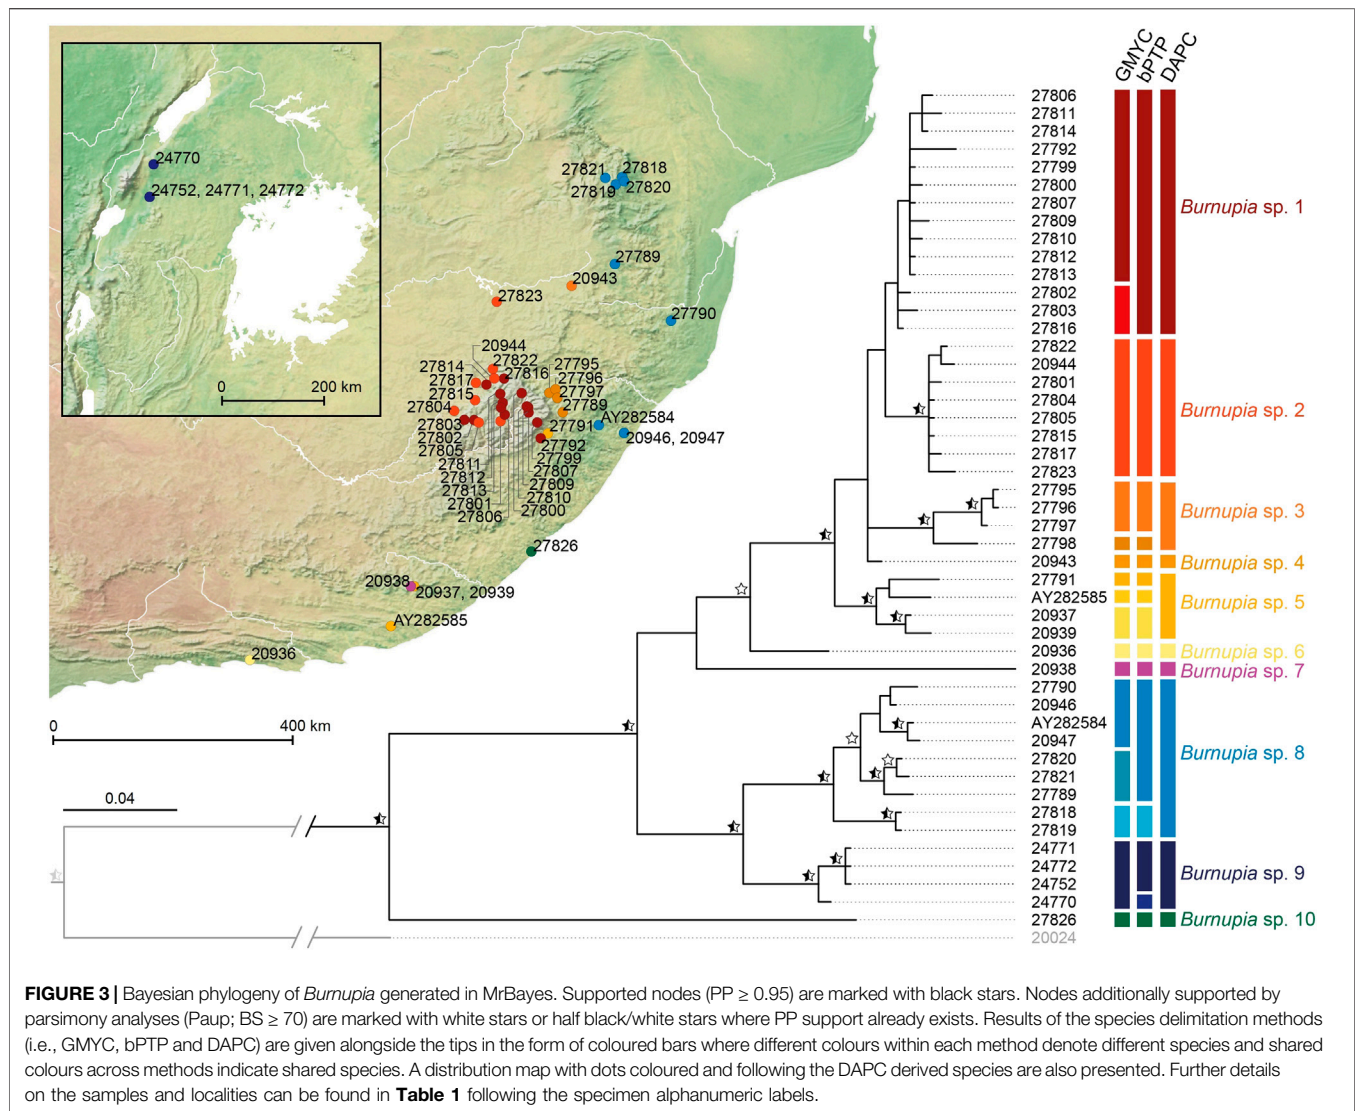 24770
24752, 24771, 24772
0 200 km
27821 27818
27819 27820
27789
20943
27823
27790
20944
27814 27822 27795
27817 27816 27796
27815 27797
27804 27789
AY282584
27803 27791
20946, 20947
27802 27792
27805 27799
27811 27807
27812 27809
27813 27810
27801 27800
27806
27826
20938
20937, 20939
AY282585
20936
0 400 km
0.04
GMYC bPTP DAPC
27806
27811
27814
27792
27799
27800
27807
27809
27810
27812
27813
27802
27803
27816
27822
20944
27801
27804
27805
27815
27817
27823
27795
27796
27797
27798
20943
27791
AY282585
20937
20939
20936
20938
27790
20946
AY282584
20947
27820
27821
27789
27818
27819
24771
24772
24752
24770
27826
20024
Burnupia sp. 1
Burnupia sp. 2
Burnupia sp. 3
Burnupia sp. 4
Burnupia sp. 5
Burnupia sp. 6
Burnupia sp. 7
Burnupia sp. 8
Burnupia sp. 9
Burnupia sp. 10
FIGURE 3 | Bayesian phylogeny of Burnupia generated in MrBayes. Supported nodes (PP ≥ 0.95) are marked with black stars. Nodes additionally supported by
parsimony analyses (Paup; BS ≥ 70) are marked with white stars or half black/white stars where PP support already exists. Results of the species delimitation methods
(i.e., GMYC, bPTP and DAPC) are given alongside the tips in the form of coloured bars where different colours within each method denote different species and shared
colours across methods indicate shared species. A distribution map with dots coloured and following the DAPC derived species are also presented. Further details
on the samples and localities can be found in Table 1 following the specimen alphanumeric labels.